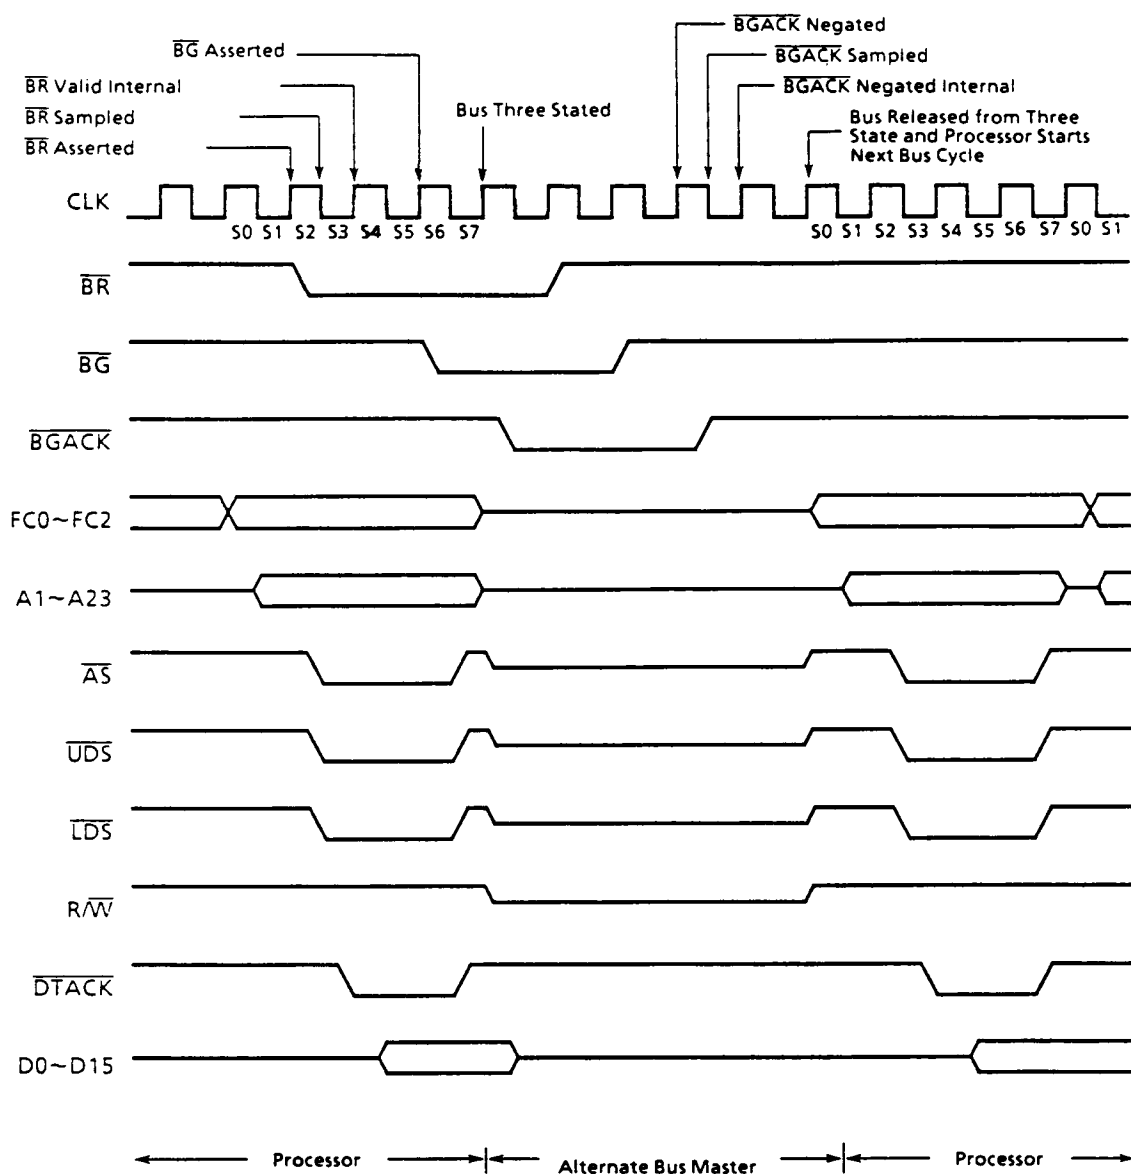 BGACK Negated
BG Asserted
BGACK Sampled
BR Valid Internal
BGACK Negated Internal
BR Sampled
Bus Three Stated
Bus Released from Three
State and Processor Starts
Next Bus Cycle
BR Asserted
CLK
S0 S1 S2 S3 S4 S5 S6 S7 S0 S1 S2 S3 S4 S5 S6 S7 S0 S1
BR
BG
BGACK
FC0~FC2
A1~A23
AS
UDS
LDS
R/W
DTACK
D0~D15
Processor Alternate Bus Master Processor